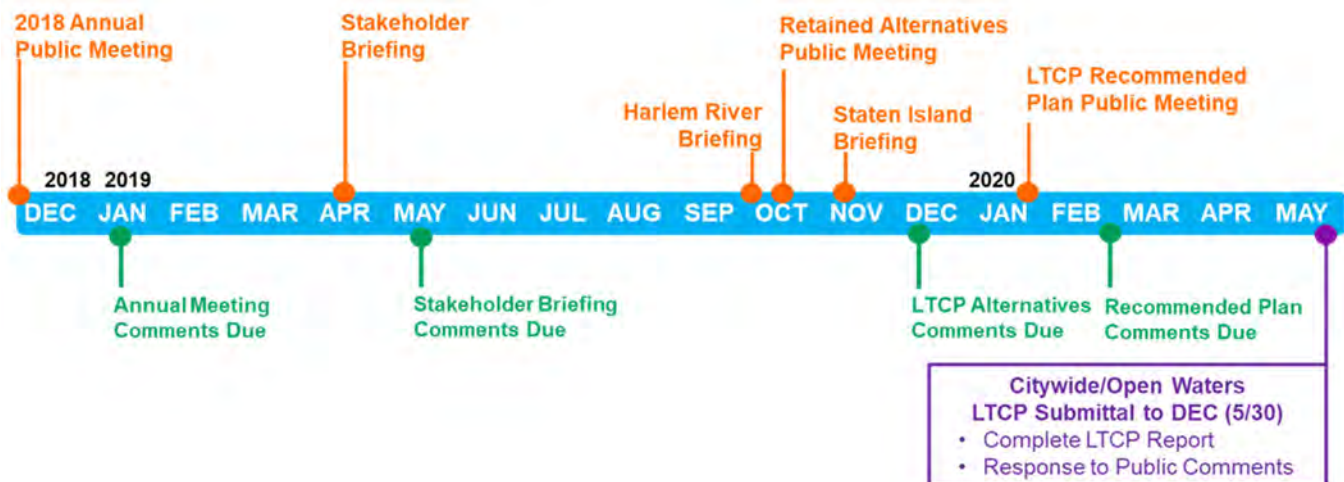 2018 Annual
Public Meeting
Stakeholder
Briefing
Harlem River
Briefing
Retained Alternatives
Public Meeting
Staten Island
Briefing
LTCP Recommended
Plan Public Meeting
2018 2019 2020
DEC JAN FEB MAR APR MAY JUN JUL AUG SEP OCT NOV DEC JAN FEB MAR APR MAY
Annual Meeting
Comments Due
Stakeholder Briefing
Comments Due
LTCP Alternatives
Comments Due
Recommended Plan
Comments Due
Citywide/Open Waters
LTCP Submittal to DEC (5/30)
• Complete LTCP Report
• Response to Public Comments